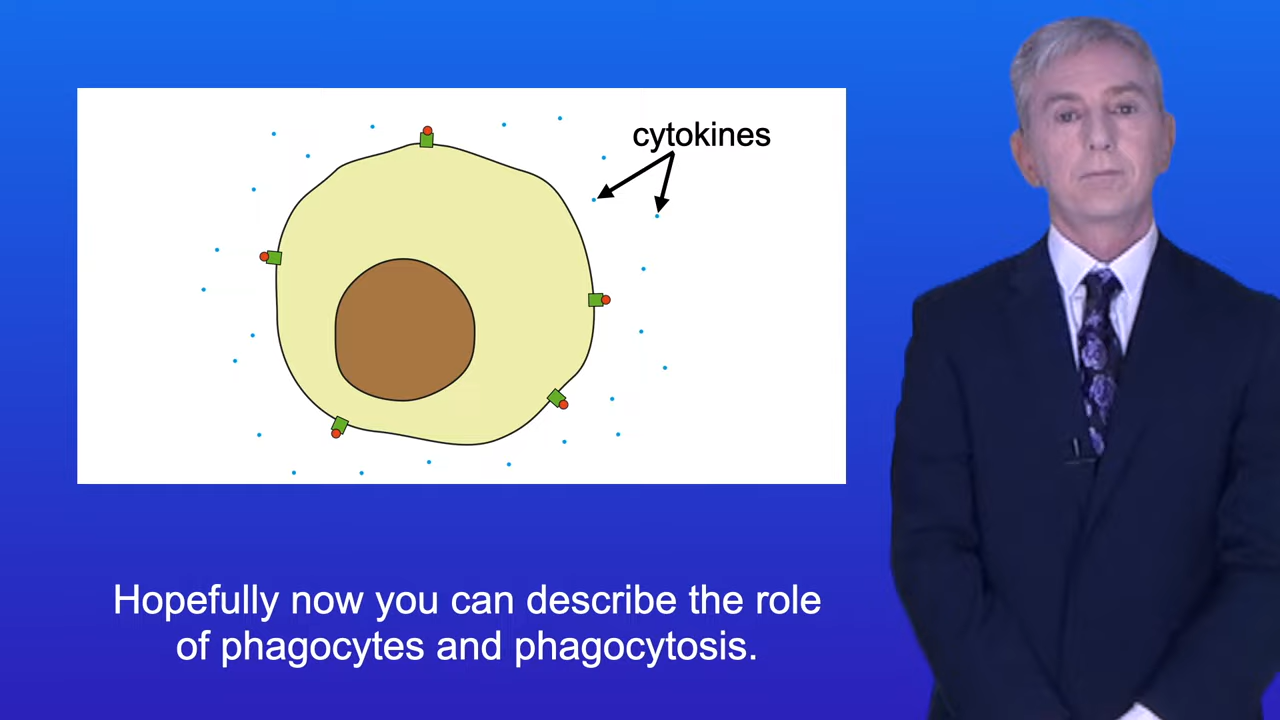 cytokines
Hopefully now you can describe the role
of phagocytes and phagocytosis.